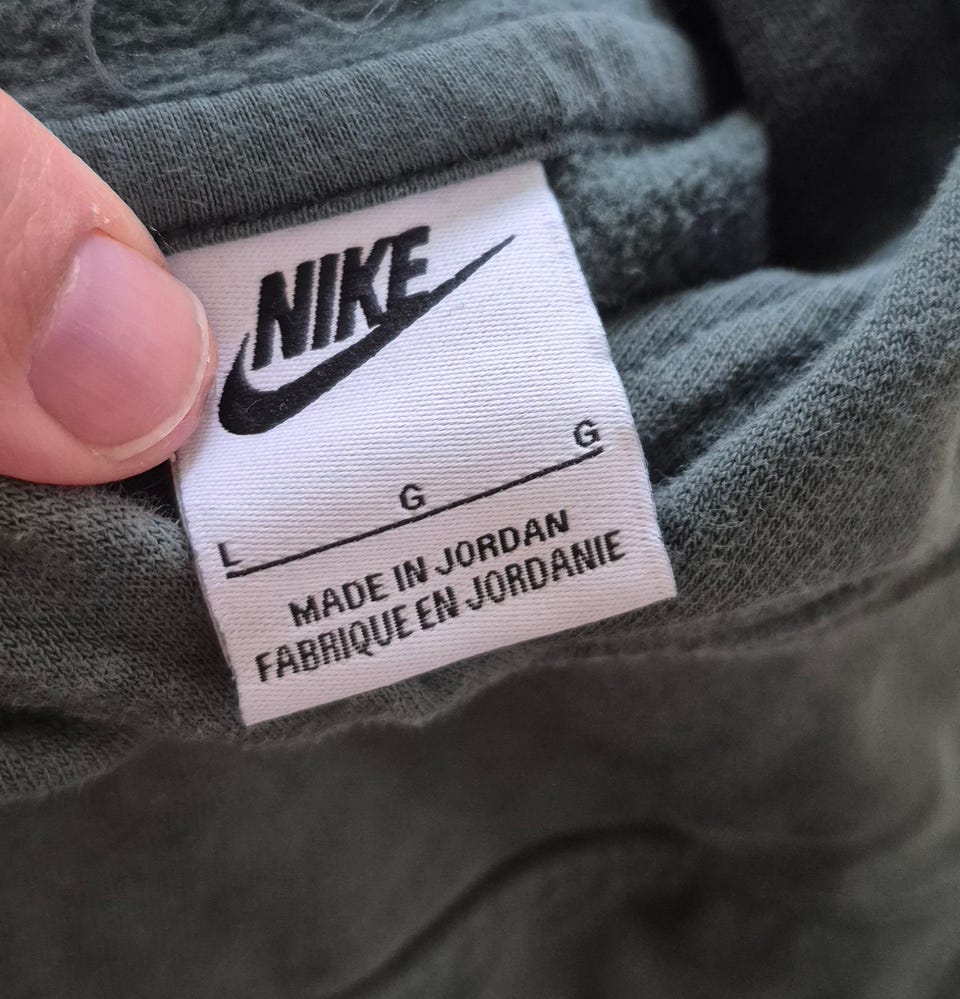 NIKE
L G G
MADE IN JORDAN
FABRIQUE EN JORDANIE